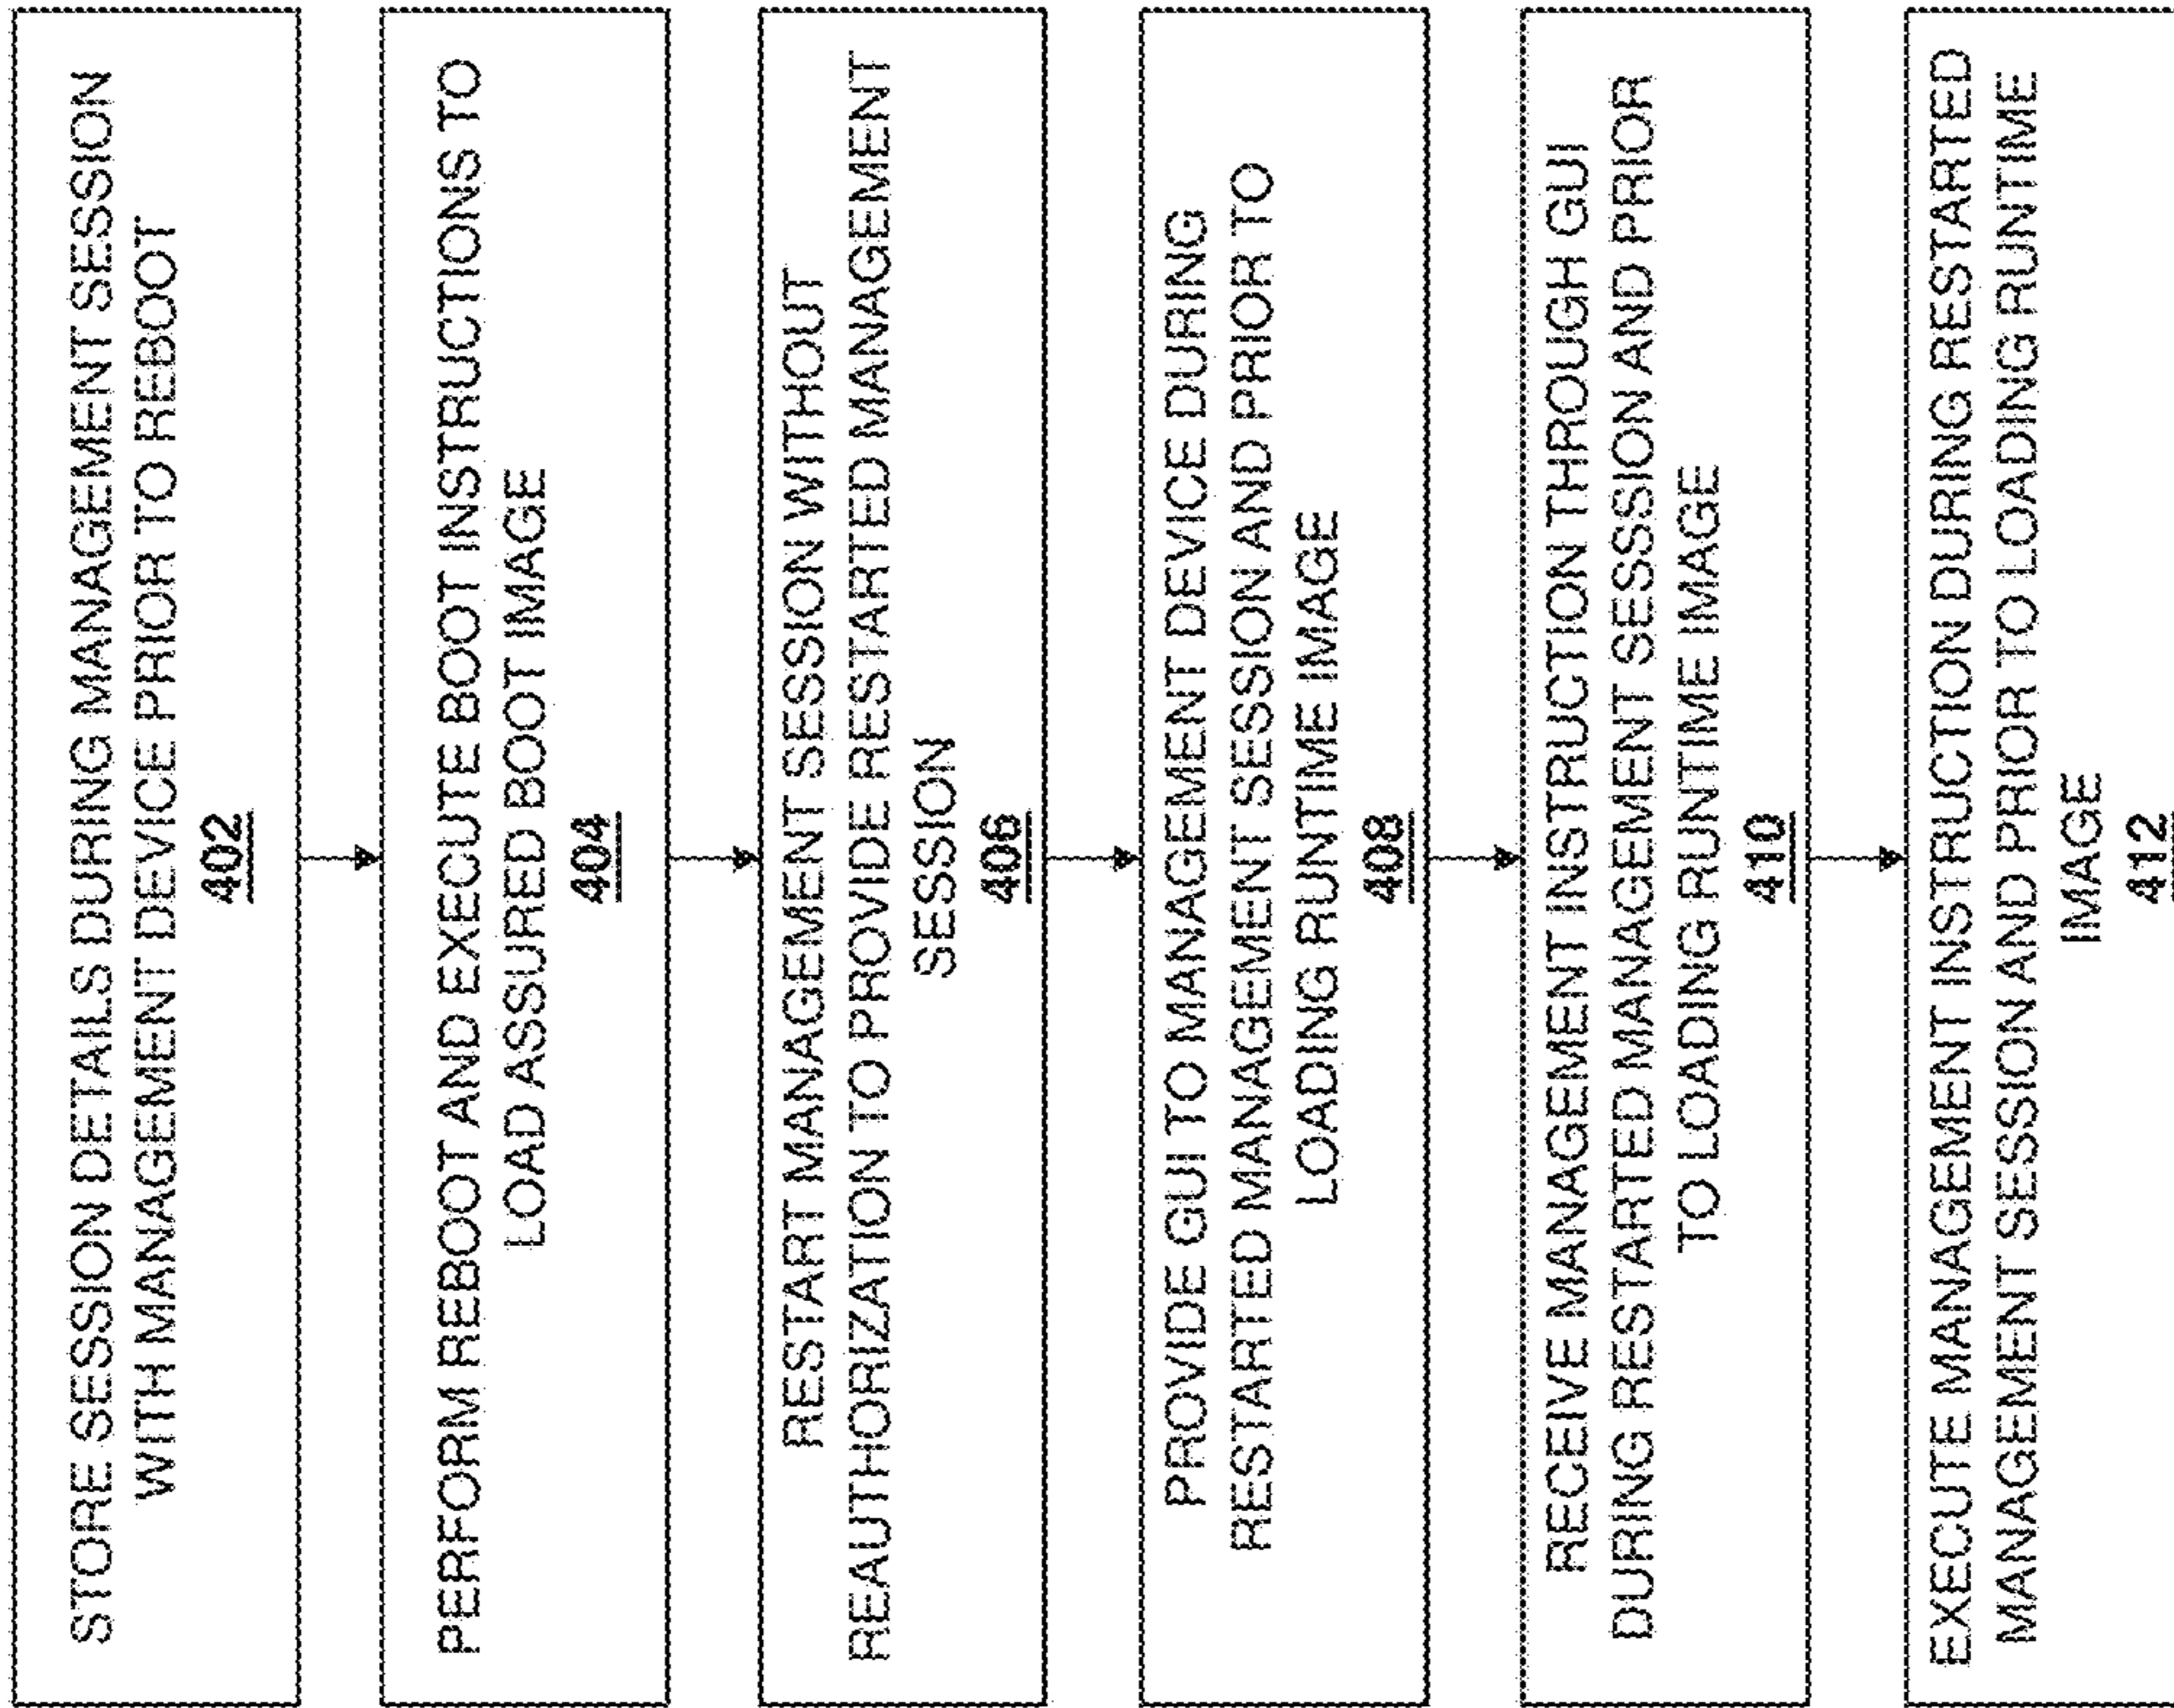 STORE SESSION DETAILS DURING MANAGEMENT SESSION
WITH MANAGEMENT DEVICE PRIOR TO REBOOT
402
PERFORM REBOOT AND EXECUTE BOOT INSTRUCTIONS TO
LOAD ASSURED BOOT IMAGE
404
RESTART MANAGEMENT SESSION WITHOUT
REAUTHORIZATION TO PROVIDE RESTARTED MANAGEMENT
SESSION
406
PROVIDE GUI TO MANAGEMENT DEVICE DURING
RESTARTED MANAGEMENT SESSION AND PRIOR TO
LOADING RUNTIME IMAGE
408
RECEIVE MANAGEMENT INSTRUCTION THROUGH GUI
DURING RESTARTED MANAGEMENT SESSION AND PRIOR
TO LOADING RUNTIME IMAGE
410
EXECUTE MANAGEMENT INSTRUCTION DURING RESTARTED
MANAGEMENT SESSION AND PRIOR TO LOADING RUNTIME
IMAGE
412